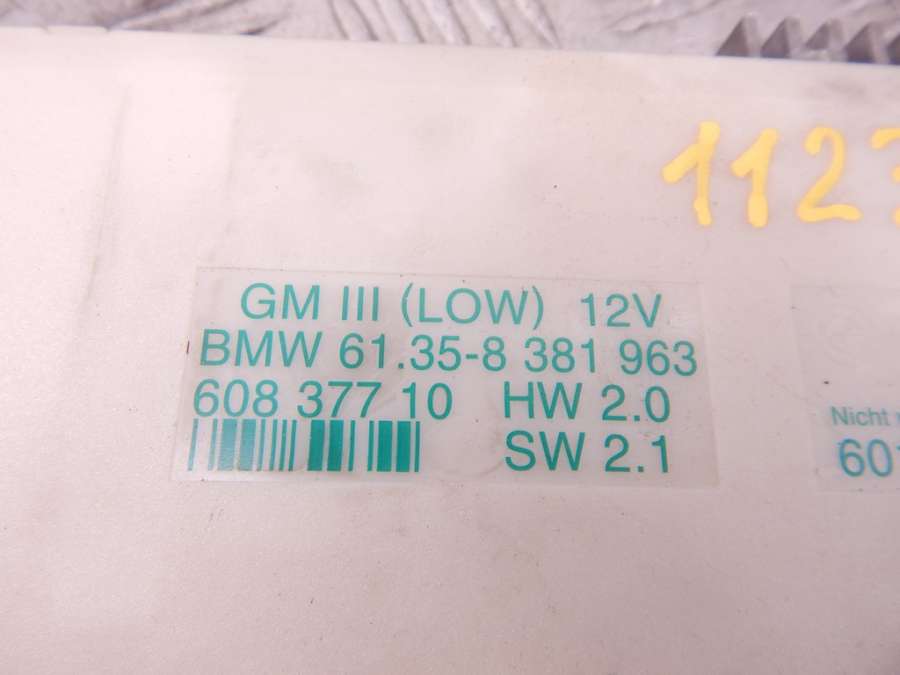 112
GM III (LOW) 12V
BMW 61.35-8 381 963
608 377 10 HW 2.0
SW 2.1
Nicht
60